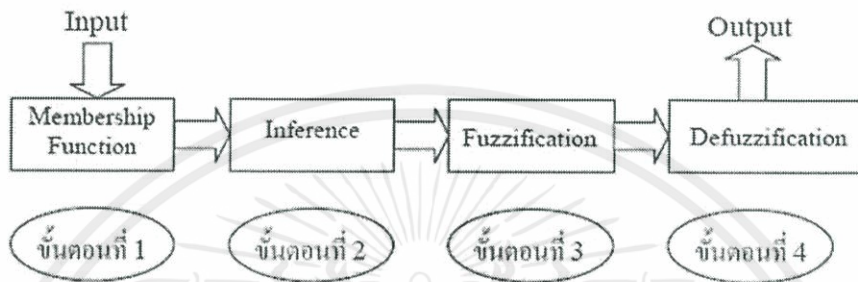 Input
Output
Membership
Function
Inference
Fuzzification
Defuzzification
ขั้นตอนที่ 1
ขั้นตอนที่ 2
ขั้นตอนที่ 3
ขั้นตอนที่ 4